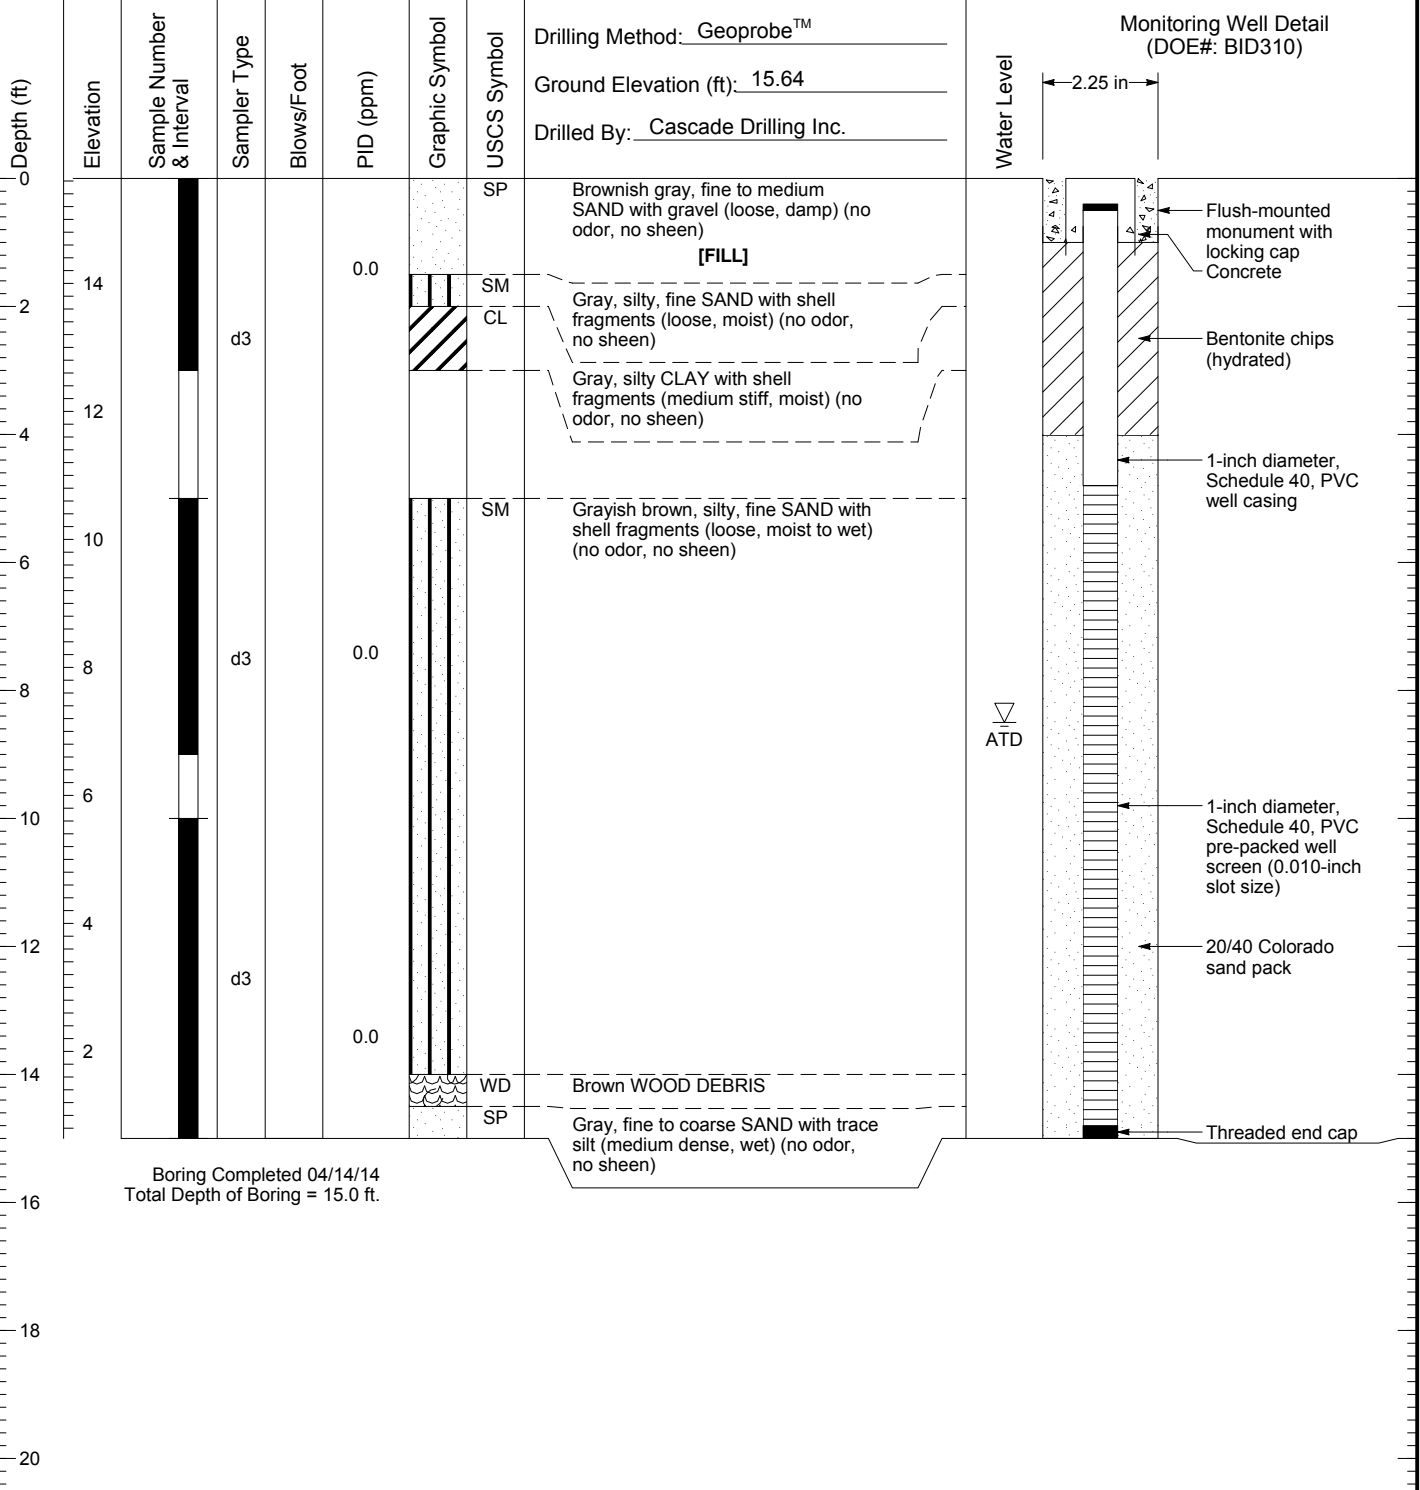 Depth (ft)
Elevation
Sample Number
& Interval
Sampler Type
Blows/Foot
PID (ppm)
Graphic Symbol
USCS Symbol
Drilling Method: Geoprobe™
Ground Elevation (ft): 15.64
Drilled By: Cascade Drilling Inc.
Water Level
Monitoring Well Detail
(DOE#: BID310)
2.25 in
0
2
4
6
8
10
12
14
16
18
20
14
12
10
8
6
4
2
d3
d3
d3
0.0
0.0
0.0
SP
SM
CL
SM
WD
SP
Brownish gray, fine to medium
SAND with gravel (loose, damp) (no
odor, no sheen)
[FILL]
Gray, silty, fine SAND with shell
fragments (loose, moist) (no odor,
no sheen)
Gray, silty CLAY with shell
fragments (medium stiff, moist) (no
odor, no sheen)
Grayish brown, silty, fine SAND with
shell fragments (loose, moist to wet)
(no odor, no sheen)
Brown WOOD DEBRIS
Gray, fine to coarse SAND with trace
silt (medium dense, wet) (no odor,
no sheen)
ATD
Flush-mounted
monument with
locking cap
Concrete
Bentonite chips
(hydrated)
1-inch diameter,
Schedule 40, PVC
well casing
1-inch diameter,
Schedule 40, PVC
pre-packed well
screen (0.010-inch
slot size)
20/40 Colorado
sand pack
Threaded end cap
Boring Completed 04/14/14
Total Depth of Boring = 15.0 ft.